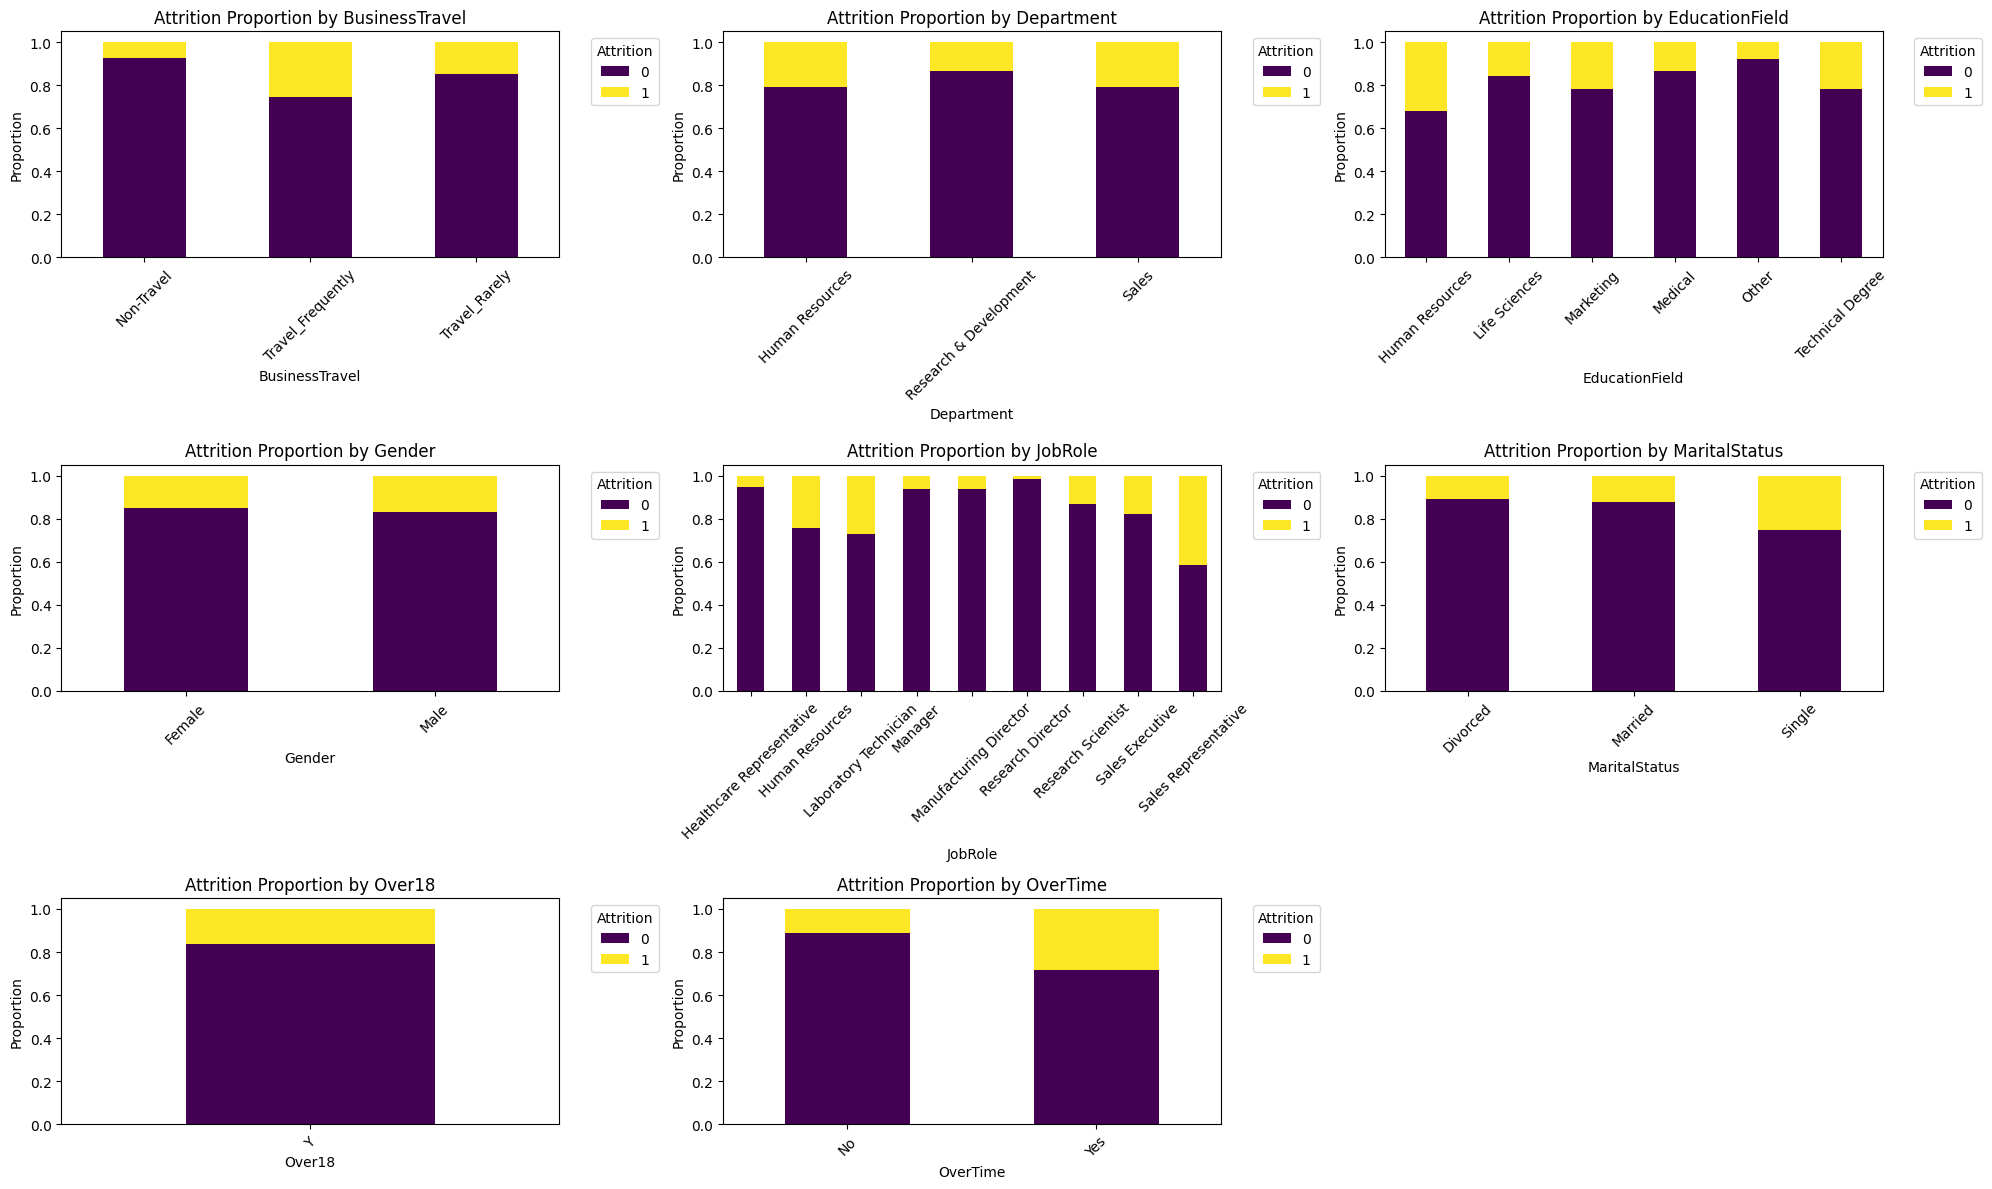 Attrition Proportion by BusinessTravel
Proportion
1.0
0.8
0.6
0.4
0.2
0.0
Non-Travel
Travel_Frequently
Travel_Rarely
BusinessTravel
Attrition
0
1
Attrition Proportion by Department
Proportion
1.0
0.8
0.6
0.4
0.2
0.0
Human Resources
Research & Development
Sales
Department
Attrition
0
1
Attrition Proportion by EducationField
Proportion
1.0
0.8
0.6
0.4
0.2
0.0
Human Resources
Life Sciences
Marketing
Medical
Other
Technical Degree
EducationField
Attrition
0
1
Attrition Proportion by Gender
Proportion
1.0
0.8
0.6
0.4
0.2
0.0
Female
Male
Gender
Attrition
0
1
Attrition Proportion by JobRole
Proportion
1.0
0.8
0.6
0.4
0.2
0.0
Healthcare Representative
Human Resources
Laboratory Technician
Manager
Manufacturing Director
Research Director
Research Scientist
Sales Executive
Sales Representative
JobRole
Attrition
0
1
Attrition Proportion by MaritalStatus
Proportion
1.0
0.8
0.6
0.4
0.2
0.0
Divorced
Married
Single
MaritalStatus
Attrition
0
1
Attrition Proportion by Over18
Proportion
1.0
0.8
0.6
0.4
0.2
0.0
Y
Over18
Attrition
0
1
Attrition Proportion by OverTime
Proportion
1.0
0.8
0.6
0.4
0.2
0.0
No
Yes
OverTime
Attrition
0
1